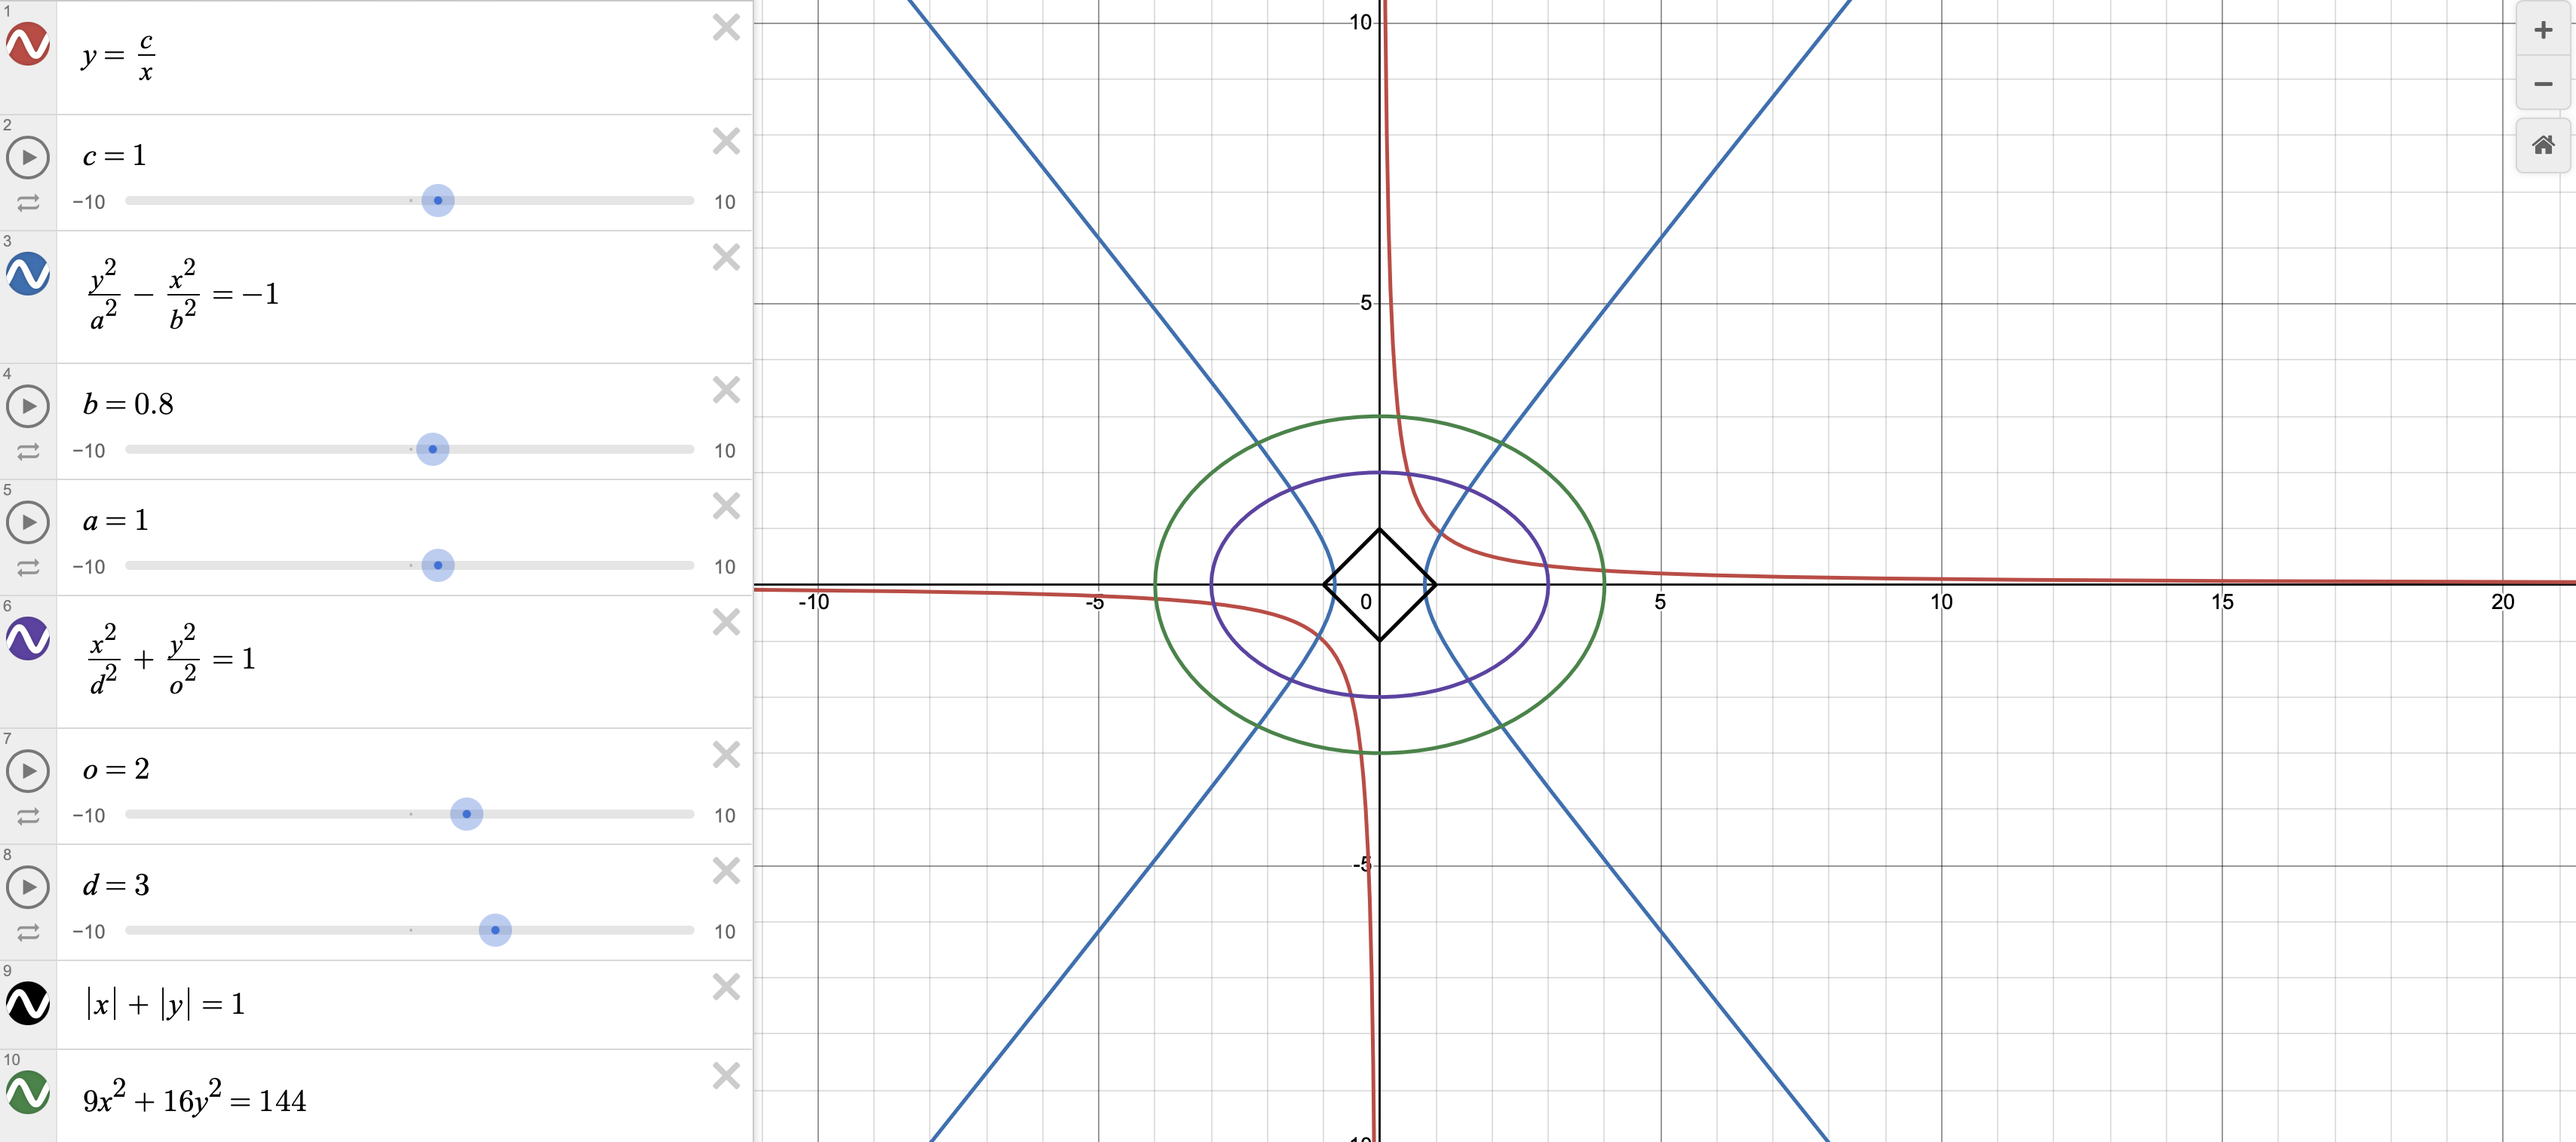 1
y = c/x
2
c = 1
−10 10
3
y²/a² − x²/b² = −1
4
b = 0.8
−10 10
5
a = 1
−10 10
6
x²/d² + y²/o² = 1
7
o = 2
−10 10
8
d = 3
−10 10
9
|x| + |y| = 1
10
9x² + 16y² = 144
10
5
-10 -5 0 5 10 15 20
-5
-10
+
−